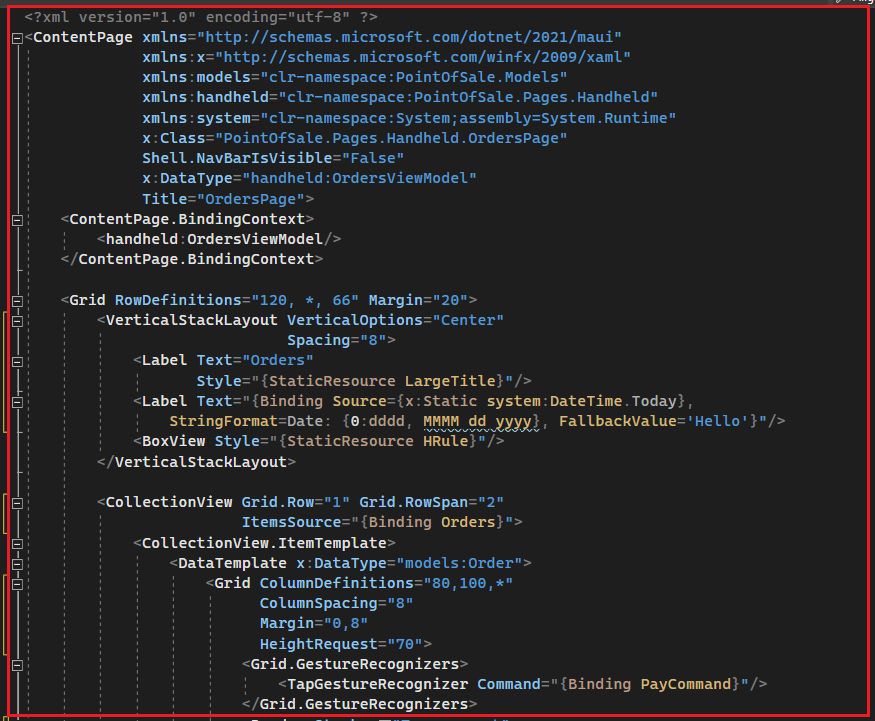 <?xml version="1.0" encoding="utf-8" ?>
<ContentPage xmlns="http://schemas.microsoft.com/dotnet/2021/maui"
             xmlns:x="http://schemas.microsoft.com/winfx/2009/xaml"
             xmlns:models="clr-namespace:PointOfSale.Models"
             xmlns:handheld="clr-namespace:PointOfSale.Pages.Handheld"
             xmlns:system="clr-namespace:System;assembly=System.Runtime"
             x:Class="PointOfSale.Pages.Handheld.OrdersPage"
             Shell.NavBarIsVisible="False"
             x:DataType="handheld:OrdersViewModel"
             Title="OrdersPage">
    <ContentPage.BindingContext>
        <handheld:OrdersViewModel/>
    </ContentPage.BindingContext>

    <Grid RowDefinitions="120, *, 66" Margin="20">
        <VerticalStackLayout VerticalOptions="Center"
                             Spacing="8">
            <Label Text="Orders"
                   Style="{StaticResource LargeTitle}"/>
            <Label Text="{Binding Source={x:Static system:DateTime.Today},
                StringFormat=Date: {0:dddd, MMMM dd yyyy}, FallbackValue='Hello'}"/>
            <BoxView Style="{StaticResource HRule}"/>
        </VerticalStackLayout>

        <CollectionView Grid.Row="1" Grid.RowSpan="2"
                        ItemsSource="{Binding Orders}">
            <CollectionView.ItemTemplate>
                <DataTemplate x:DataType="models:Order">
                    <Grid ColumnDefinitions="80,100,*"
                          ColumnSpacing="8"
                          Margin="0,8"
                          HeightRequest="70">
                        <Grid.GestureRecognizers>
                            <TapGestureRecognizer Command="{Binding PayCommand}"/>
                        </Grid.GestureRecognizers>